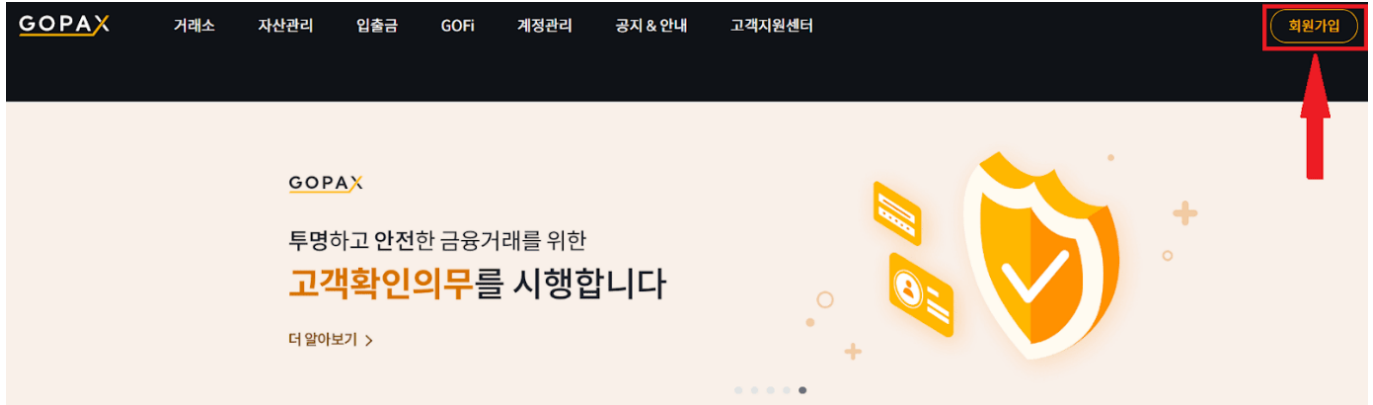 GOPAX 거래소 자산관리 입출금 GOFi 계정관리 공지 & 안내 고객지원센터 회원가입
GOPAX
투명하고 안전한 금융거래를 위한
고객확인의무를 시행합니다
더 알아보기 >